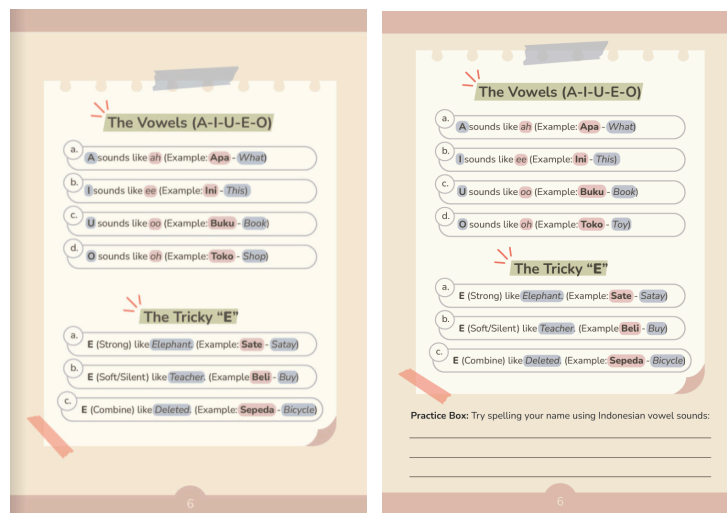 The Vowels (A-I-U-E-O)
a.
A sounds like ah (Example: Apa - What)
b.
I sounds like ee (Example: Ini - This)
c.
U sounds like oo (Example: Buku - Book)
d.
O sounds like oh (Example: Toko - Shop)
The Tricky “E”
a.
E (Strong) like Elephant. (Example: Sate - Satay)
b.
E (Soft/Silent) like Teacher. (Example Beli - Buy)
c.
E (Combine) like Deleted. (Example: Sepeda - Bicycle)
6
The Vowels (A-I-U-E-O)
a.
A sounds like ah (Example: Apa - What)
b.
I sounds like ee (Example: Ini - This)
c.
U sounds like oo (Example: Buku - Book)
d.
O sounds like oh (Example: Toko - Toy)
The Tricky “E”
a.
E (Strong) like Elephant. (Example: Sate - Satay)
b.
E (Soft/Silent) like Teacher. (Example Beli - Buy)
c.
E (Combine) like Deleted. (Example: Sepeda - Bicycle)
Practice Box: Try spelling your name using Indonesian vowel sounds:
6